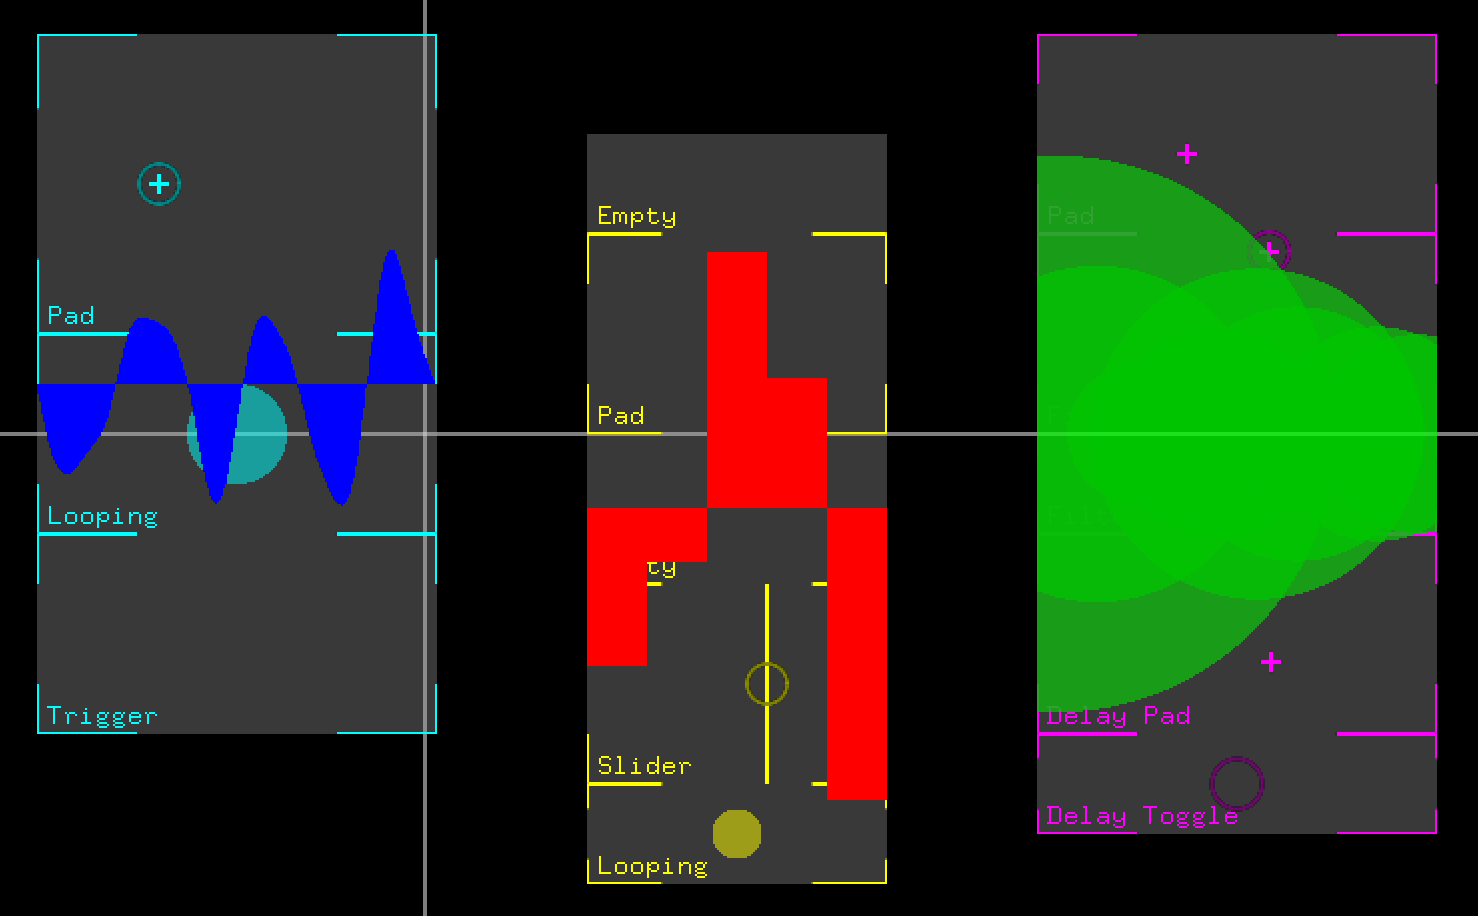 Pad
Looping
Trigger
Empty
Pad
Slider
Looping
Pad
Delay Pad
Delay Toggle